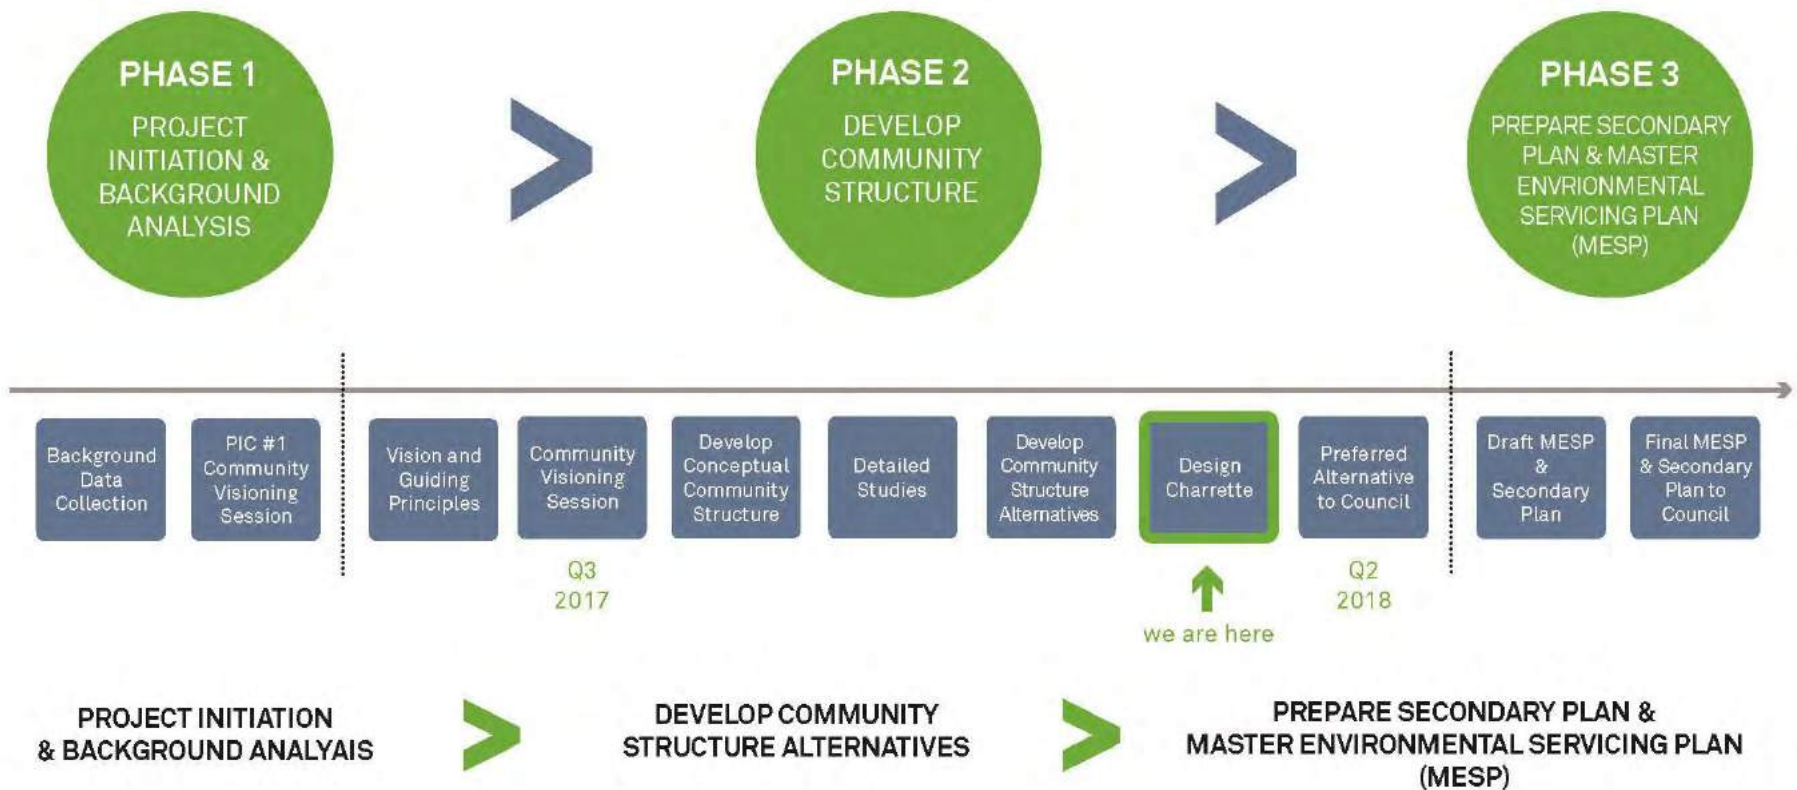 PHASE 1
PROJECT
INITIATION &
BACKGROUND
ANALYSIS
PHASE 2
DEVELOP
COMMUNITY
STRUCTURE
PHASE 3
PREPARE SECONDARY
PLAN & MASTER
ENVRIONMENTAL
SERVICING PLAN
(MESP)
Background
Data
Collection
PIC #1
Community
Visioning
Session
Vision and
Guiding
Principles
Community
Visioning
Session
Develop
Conceptual
Community
Structure
Detailed
Studies
Develop
Community
Structure
Alternatives
Design
Charrette
Preferred
Alternative
to Council
Draft MESP
&
Secondary
Plan
Final MESP
& Secondary
Plan to
Council
Q3
2017
we are here
Q2
2018
PROJECT INITIATION
& BACKGROUND ANALYAIS
DEVELOP COMMUNITY
STRUCTURE ALTERNATIVES
PREPARE SECONDARY PLAN &
MASTER ENVIRONMENTAL SERVICING PLAN
(MESP)